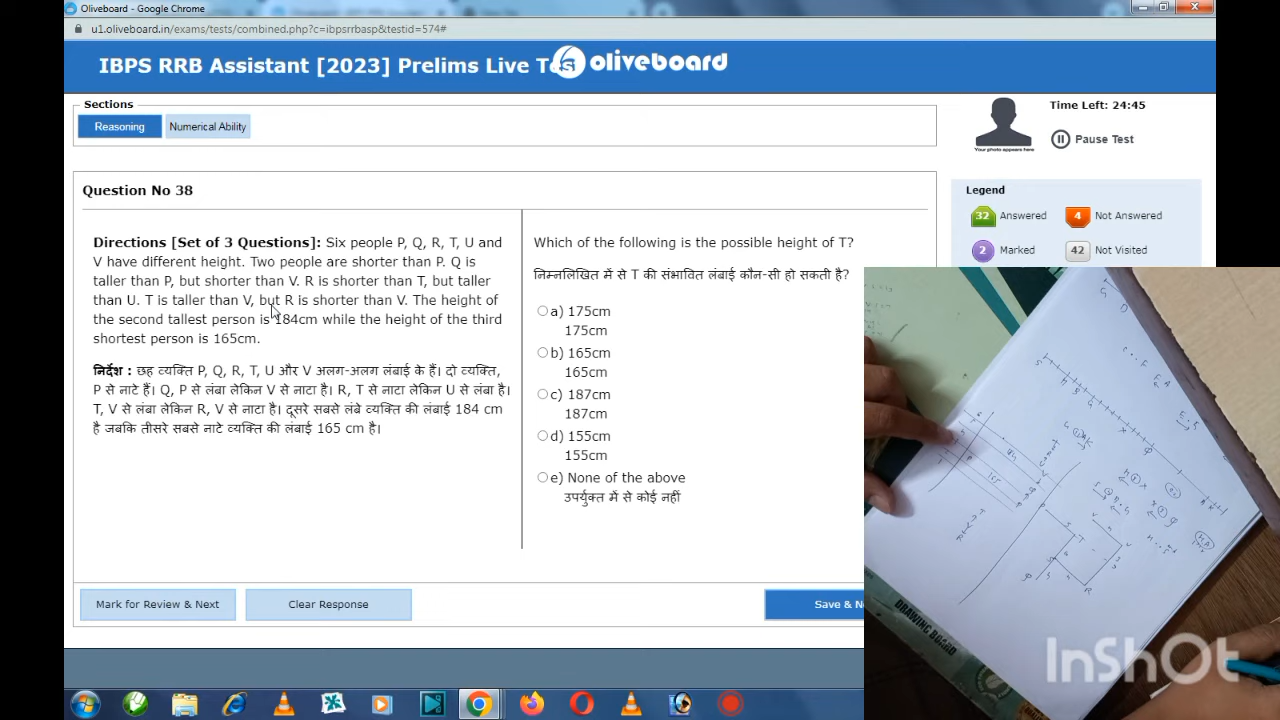 Oliveboard - Google Chrome
u1.oliveboard.in/exams/tests/combined.php?c=ibpsrrbasp&testid=574#
IBPS RRB Assistant [2023] Prelims Live Test
oliveboard
Sections
Reasoning
Numerical Ability
Time Left: 24:45
Your photo appears here
Pause Test
Question No 38
Legend
32 Answered
4 Not Answered
2 Marked
42 Not Visited
Directions [Set of 3 Questions]: Six people P, Q, R, T, U and
V have different height. Two people are shorter than P. Q is
taller than P, but shorter than V. R is shorter than T, but taller
than U. T is taller than V, but R is shorter than V. The height of
the second tallest person is 184cm while the height of the third
shortest person is 165cm.
निर्देश : छह व्यक्ति P, Q, R, T, U और V अलग-अलग लंबाई के हैं। दो व्यक्ति,
P से नाटे हैं। Q, P से लंबा लेकिन V से नाटा है। R, T से नाटा लेकिन U से लंबा है।
T, V से लंबा लेकिन R, V से नाटा है। दूसरे सबसे लंबे व्यक्ति की लंबाई 184 cm
है जबकि तीसरे सबसे नाटे व्यक्ति की लंबाई 165 cm है।
Which of the following is the possible height of T?
निम्नलिखित में से T की संभावित लंबाई कौन-सी हो सकती है?
a) 175cm
175cm
b) 165cm
165cm
c) 187cm
187cm
d) 155cm
155cm
e) None of the above
उपर्युक्त में से कोई नहीं
Mark for Review & Next
Clear Response
Save & N
DRAWING BOARD
InShOt